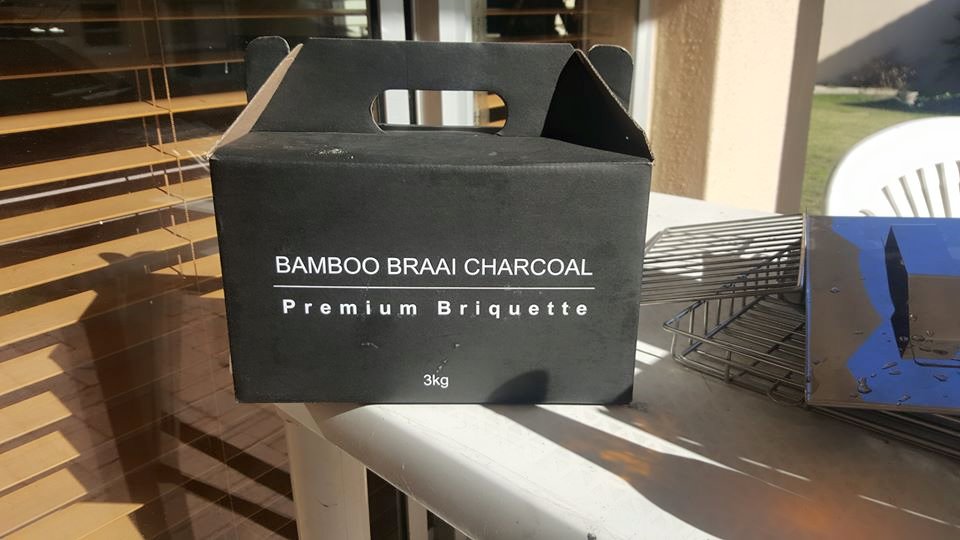 BAMBOO BRAAI CHARCOAL
Premium Briquette
3kg